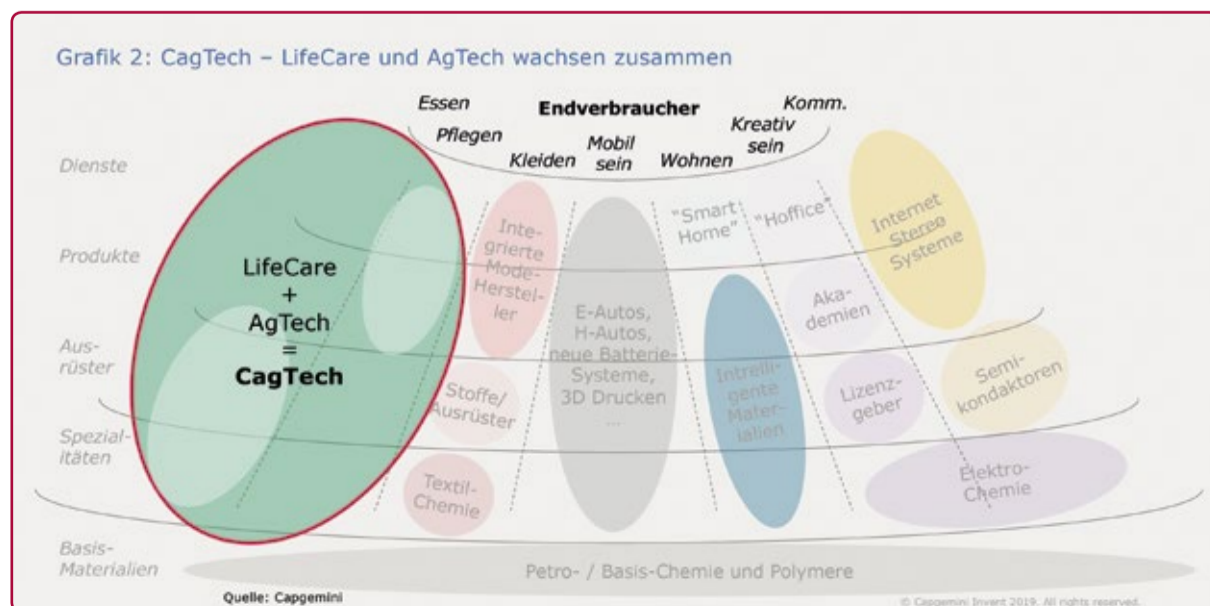 Grafik 2: CagTech – LifeCare und AgTech wachsen zusammen
Essen
Endverbraucher
Komm.
Pflegen
Kreativ
sein
Kleiden
Mobil
sein
Wohnen
Dienste
Produkte
Aus-
rüster
Spezial-
itäten
Basis-
Materialien
LifeCare
+
AgTech
=
CagTech
Inte-
grierte
Mode-
Herstel-
ler
Stoffe/
Ausrüster
Textil-
Chemie
E-Autos,
H-Autos,
neue Batterie-
Systeme,
3D Drucken
...
"Smart
Home"
"Hoffice"
Intrelli-
gente
Mater-
ialien
Aka-
demien
Lizenz-
geber
Internet
Stereo
Systeme
Semi-
kondaktoren
Elektro-
Chemie
Petro- / Basis-Chemie und Polymere
Quelle: Capgemini
© Capgemini Invent 2019. All rights reserved.